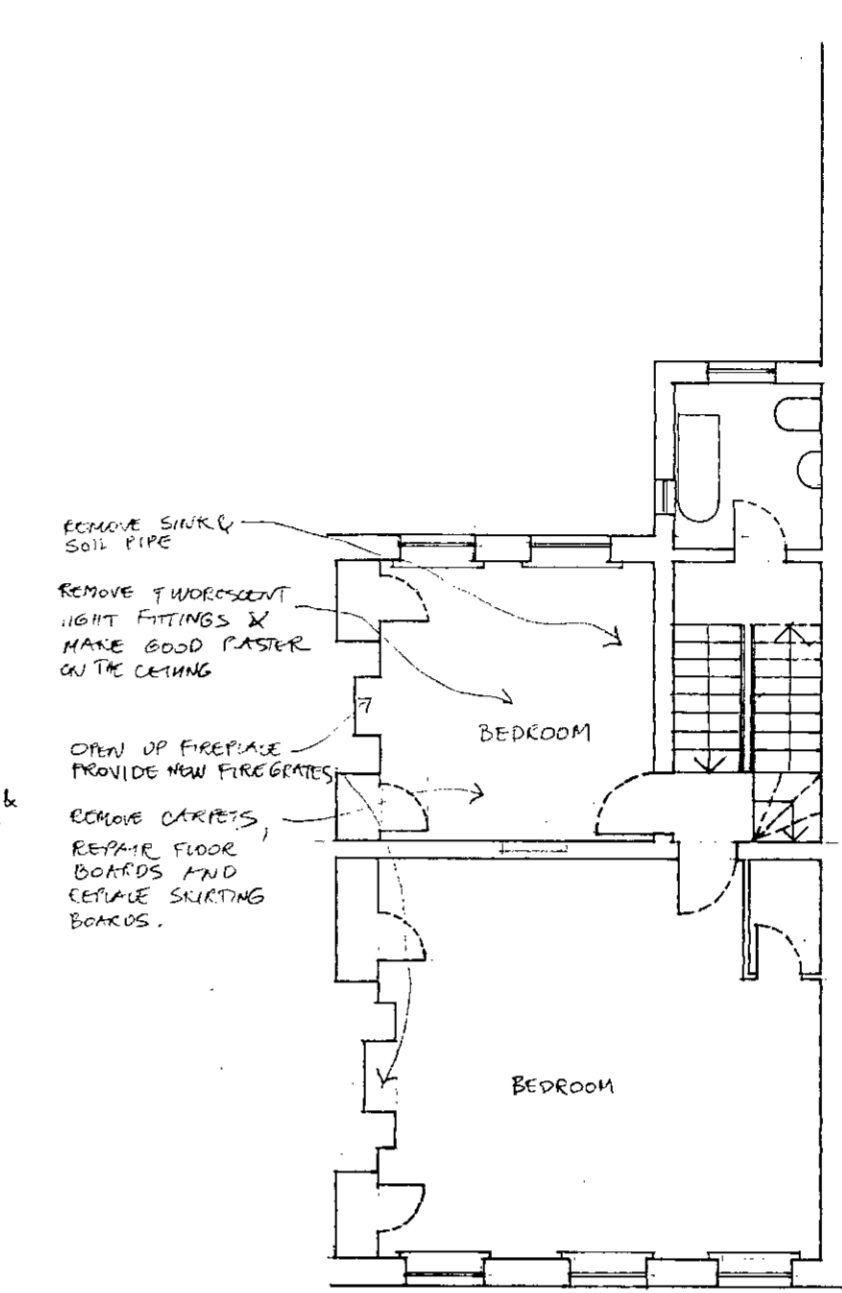 REMOVE SINK &
SOIL PIPE
REMOVE FLUORESCENT
LIGHT FITTINGS &
MAKE GOOD PLASTER
ON THE CEILING
OPEN UP FIREPLACE
PROVIDE NEW FIREGRATES
&
REMOVE CARPETS,
REPAIR FLOOR
BOARDS AND
REPLACE SKIRTING
BOARDS.
BEDROOM
BEDROOM